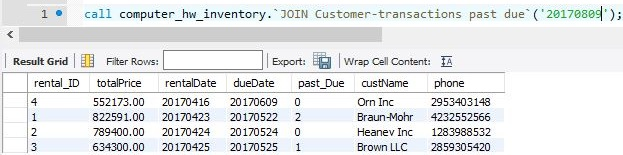 1 call computer_hw_inventory.`JOIN Customer-transactions past due`('20170809');
Result Grid Filter Rows: Export: Wrap Cell Content: IA
rental_ID totalPrice rentalDate dueDate past_Due custName phone
4 552173.00 20170416 20170609 0 Orn Inc 2953403148
1 822591.00 20170423 20170522 2 Braun-Mohr 4232552566
2 789400.00 20170424 20170524 0 Heanev Inc 1283988532
3 634300.00 20170425 20170525 1 Brown LLC 2859305420